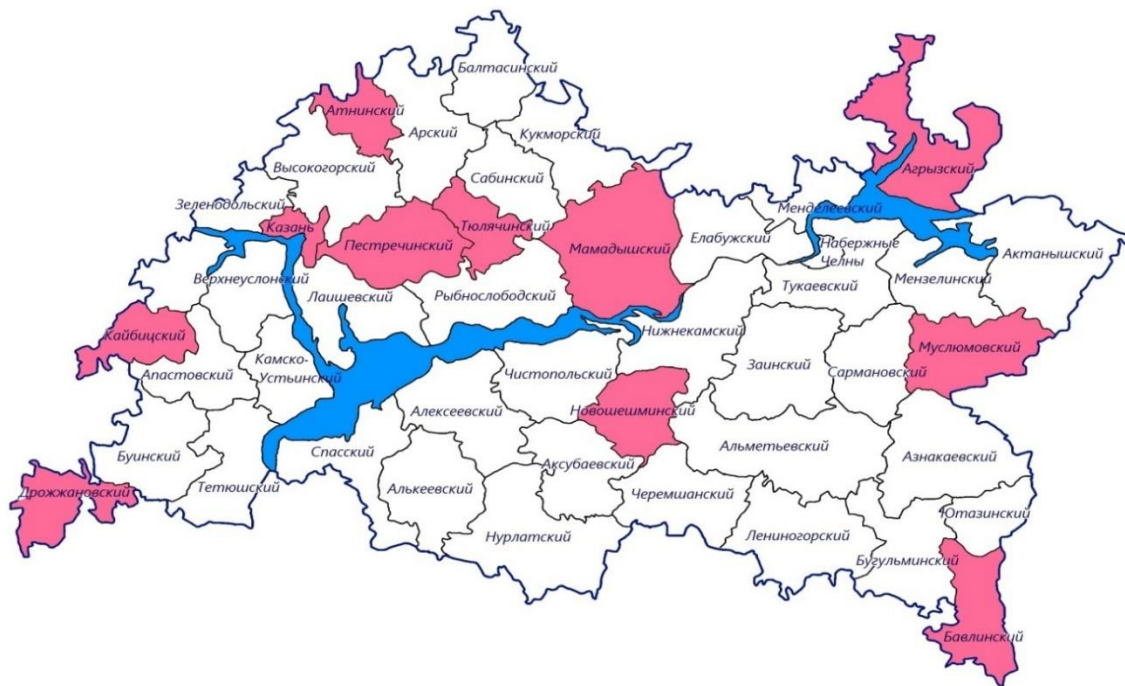 Балтасинский
Атнинский
Арский
Кукморский
Высокогорский
Сабинский
Агрызский
Зеленодольский
Менделеевский
Казань
Пестречинский
Тюлячинский
Мамадышский
Елабужский
Набержные
Челны
Актанышский
Верхнеуслонский
Лаишевский
Рыбнослободский
Тукаевский
Мензелинский
Кайбицский
Нижнекамский
Муслюмовский
Апастовский
Камско-
Устьинский
Чистопольский
Заинский
Сармановский
Алексеевский
Новошешминский
Буинский
Спасский
Аксубаевский
Альметьевский
Азнакаевский
Дрожжановский
Тетюшский
Алькеевский
Черемшанский
Ютазинский
Нурлатский
Лениногорский
Бугульминский
Бавлинский